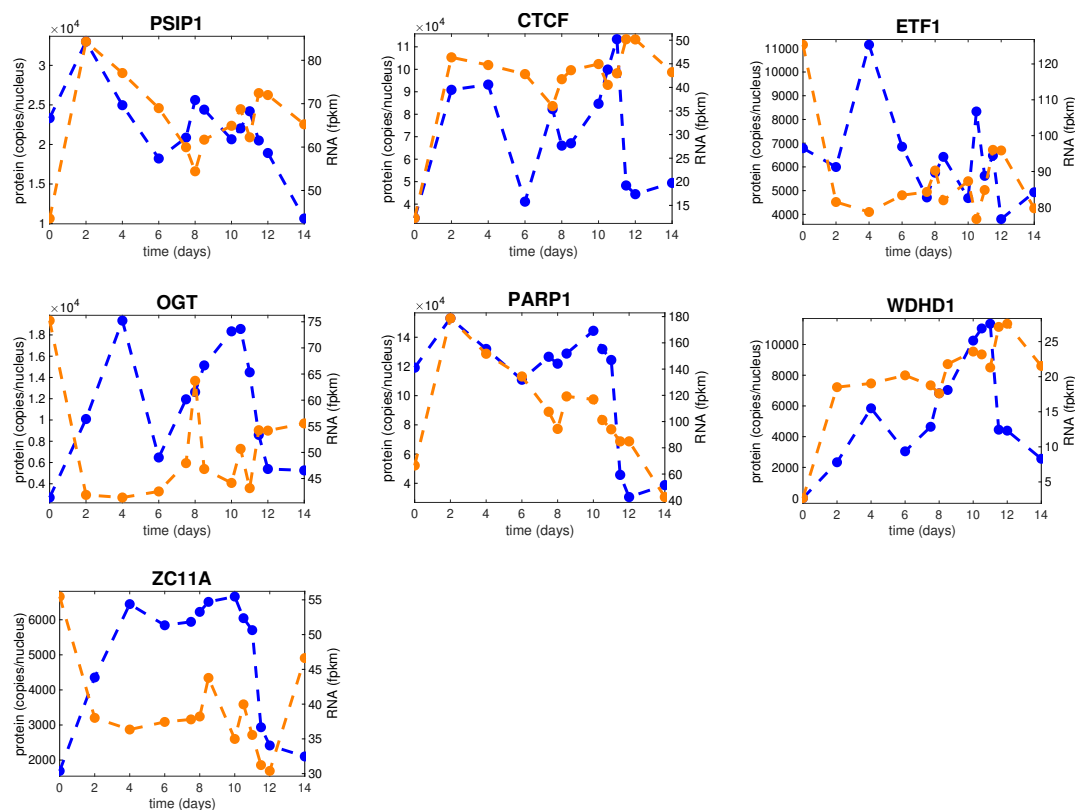 PSIP1
×10⁴
protein (copies/nucleus)
3
2.5
2
1.5
1
80
70
60
50
RNA (fpkm)
0 2 4 6 8 10 12 14
time (days)
CTCF
×10⁴
protein (copies/nucleus)
11
10
9
8
7
6
5
4
50
45
40
35
30
25
20
15
RNA (fpkm)
0 2 4 6 8 10 12 14
time (days)
ETF1
protein (copies/nucleus)
11000
10000
9000
8000
7000
6000
5000
4000
120
110
100
90
80
RNA (fpkm)
0 2 4 6 8 10 12 14
time (days)
OGT
×10⁴
protein (copies/nucleus)
1.8
1.6
1.4
1.2
1
0.8
0.6
0.4
75
70
65
60
55
50
45
RNA (fpkm)
0 2 4 6 8 10 12 14
time (days)
PARP1
×10⁴
protein (copies/nucleus)
14
12
10
8
6
4
180
160
140
120
100
80
60
40
RNA (fpkm)
0 2 4 6 8 10 12 14
time (days)
WDHD1
protein (copies/nucleus)
10000
8000
6000
4000
2000
0
25
20
15
10
5
RNA (fpkm)
0 2 4 6 8 10 12 14
time (days)
ZC11A
protein (copies/nucleus)
6000
5000
4000
3000
2000
55
50
45
40
35
30
RNA (fpkm)
0 2 4 6 8 10 12 14
time (days)